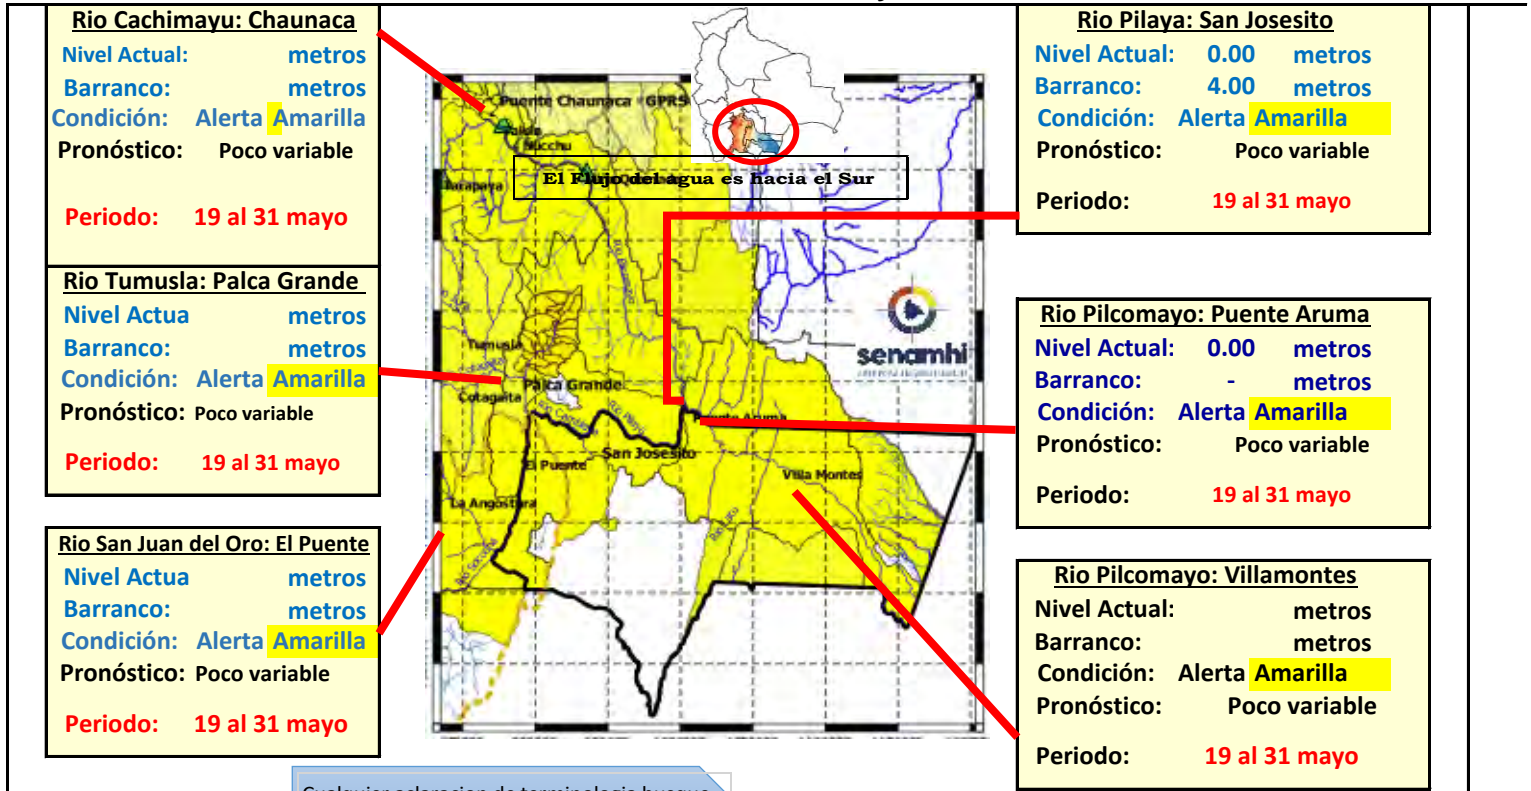 Rio Cachimayu: Chaunaca
Nivel Actual: metros
Barranco: metros
Condición: Alerta Amarilla
Pronóstico: Poco variable
Periodo: 19 al 31 mayo
Rio Tumusla: Palca Grande
Nivel Actua metros
Barranco: metros
Condición: Alerta Amarilla
Pronóstico: Poco variable
Periodo: 19 al 31 mayo
Rio San Juan del Oro: El Puente
Nivel Actua metros
Barranco: metros
Condición: Alerta Amarilla
Pronóstico: Poco variable
Periodo: 19 al 31 mayo
Puente Chaunaca - GPRS
El Flujo del agua es hacia el Sur
Tarapaya
Tumusla
Palca Grande
Cotagaita
Puente Aruma
San Josesito
El Puente
Villa Montes
La Angostura
senamhi
Rio Pilaya: San Josesito
Nivel Actual: 0.00 metros
Barranco: 4.00 metros
Condición: Alerta Amarilla
Pronóstico: Poco variable
Periodo: 19 al 31 mayo
Rio Pilcomayo: Puente Aruma
Nivel Actual: 0.00 metros
Barranco: - metros
Condición: Alerta Amarilla
Pronóstico: Poco variable
Periodo: 19 al 31 mayo
Rio Pilcomayo: Villamontes
Nivel Actual: metros
Barranco: metros
Condición: Alerta Amarilla
Pronóstico: Poco variable
Periodo: 19 al 31 mayo